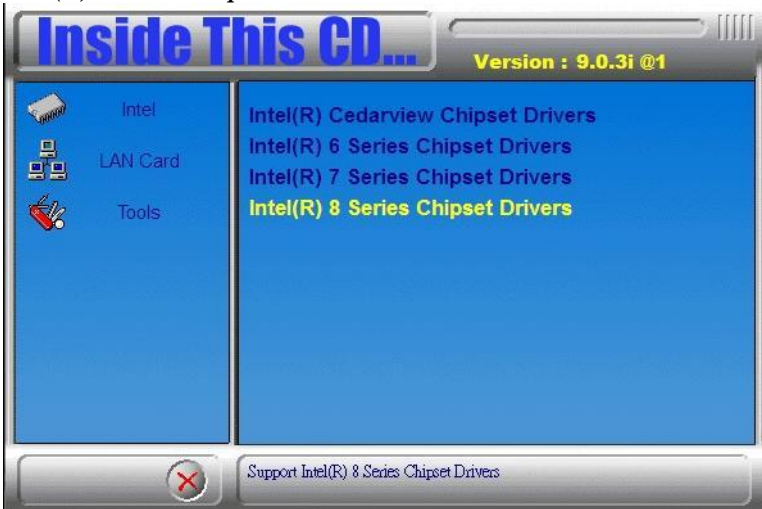 Inside This CD...
Version : 9.0.3i @1
Intel
LAN Card
Tools
Intel(R) Cedarview Chipset Drivers
Intel(R) 6 Series Chipset Drivers
Intel(R) 7 Series Chipset Drivers
Intel(R) 8 Series Chipset Drivers
Support Intel(R) 8 Series Chipset Drivers